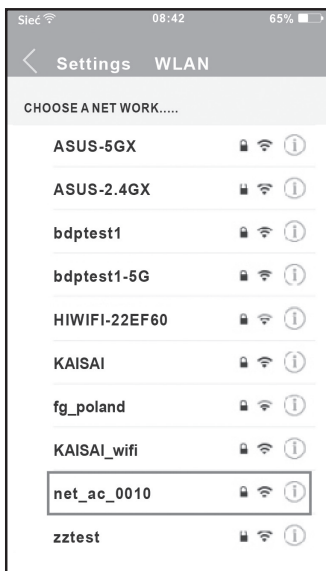 Sieć 08:42 65%
Settings WLAN
CHOOSE A NET WORK.....
ASUS-5GX
ASUS-2.4GX
bdptest1
bdptest1-5G
HIWIFI-22EF60
KAISAI
fg_poland
KAISAI_wifi
net_ac_0010
zztest